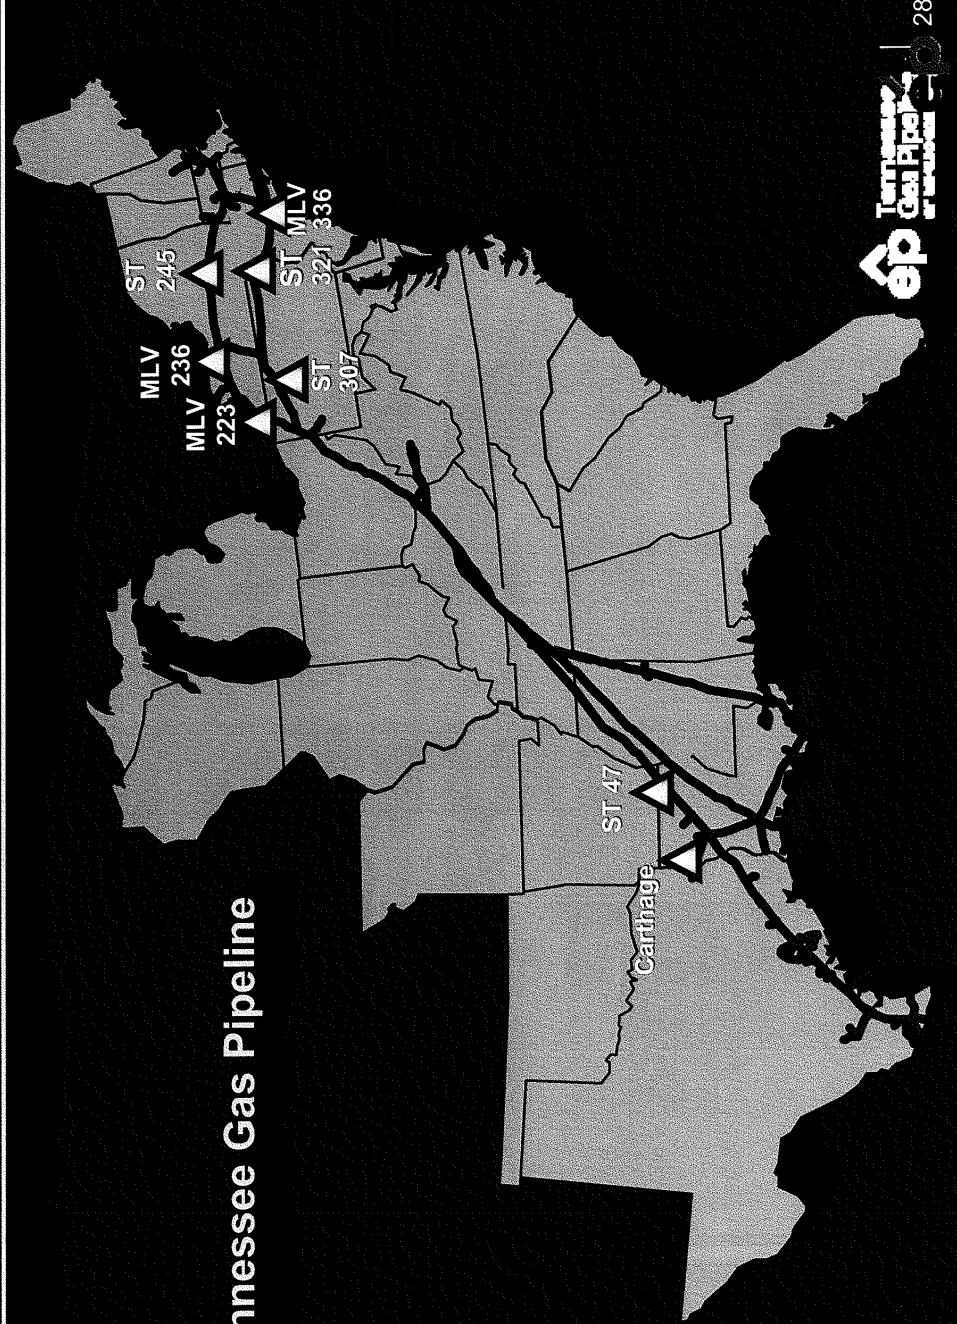 nnessee Gas Pipeline
MLV
223
MLV
236
ST
245
ST
307
ST
321
MLV
336
ST 47
Carthage
ep
Tennessee
Gas Pipeline
28